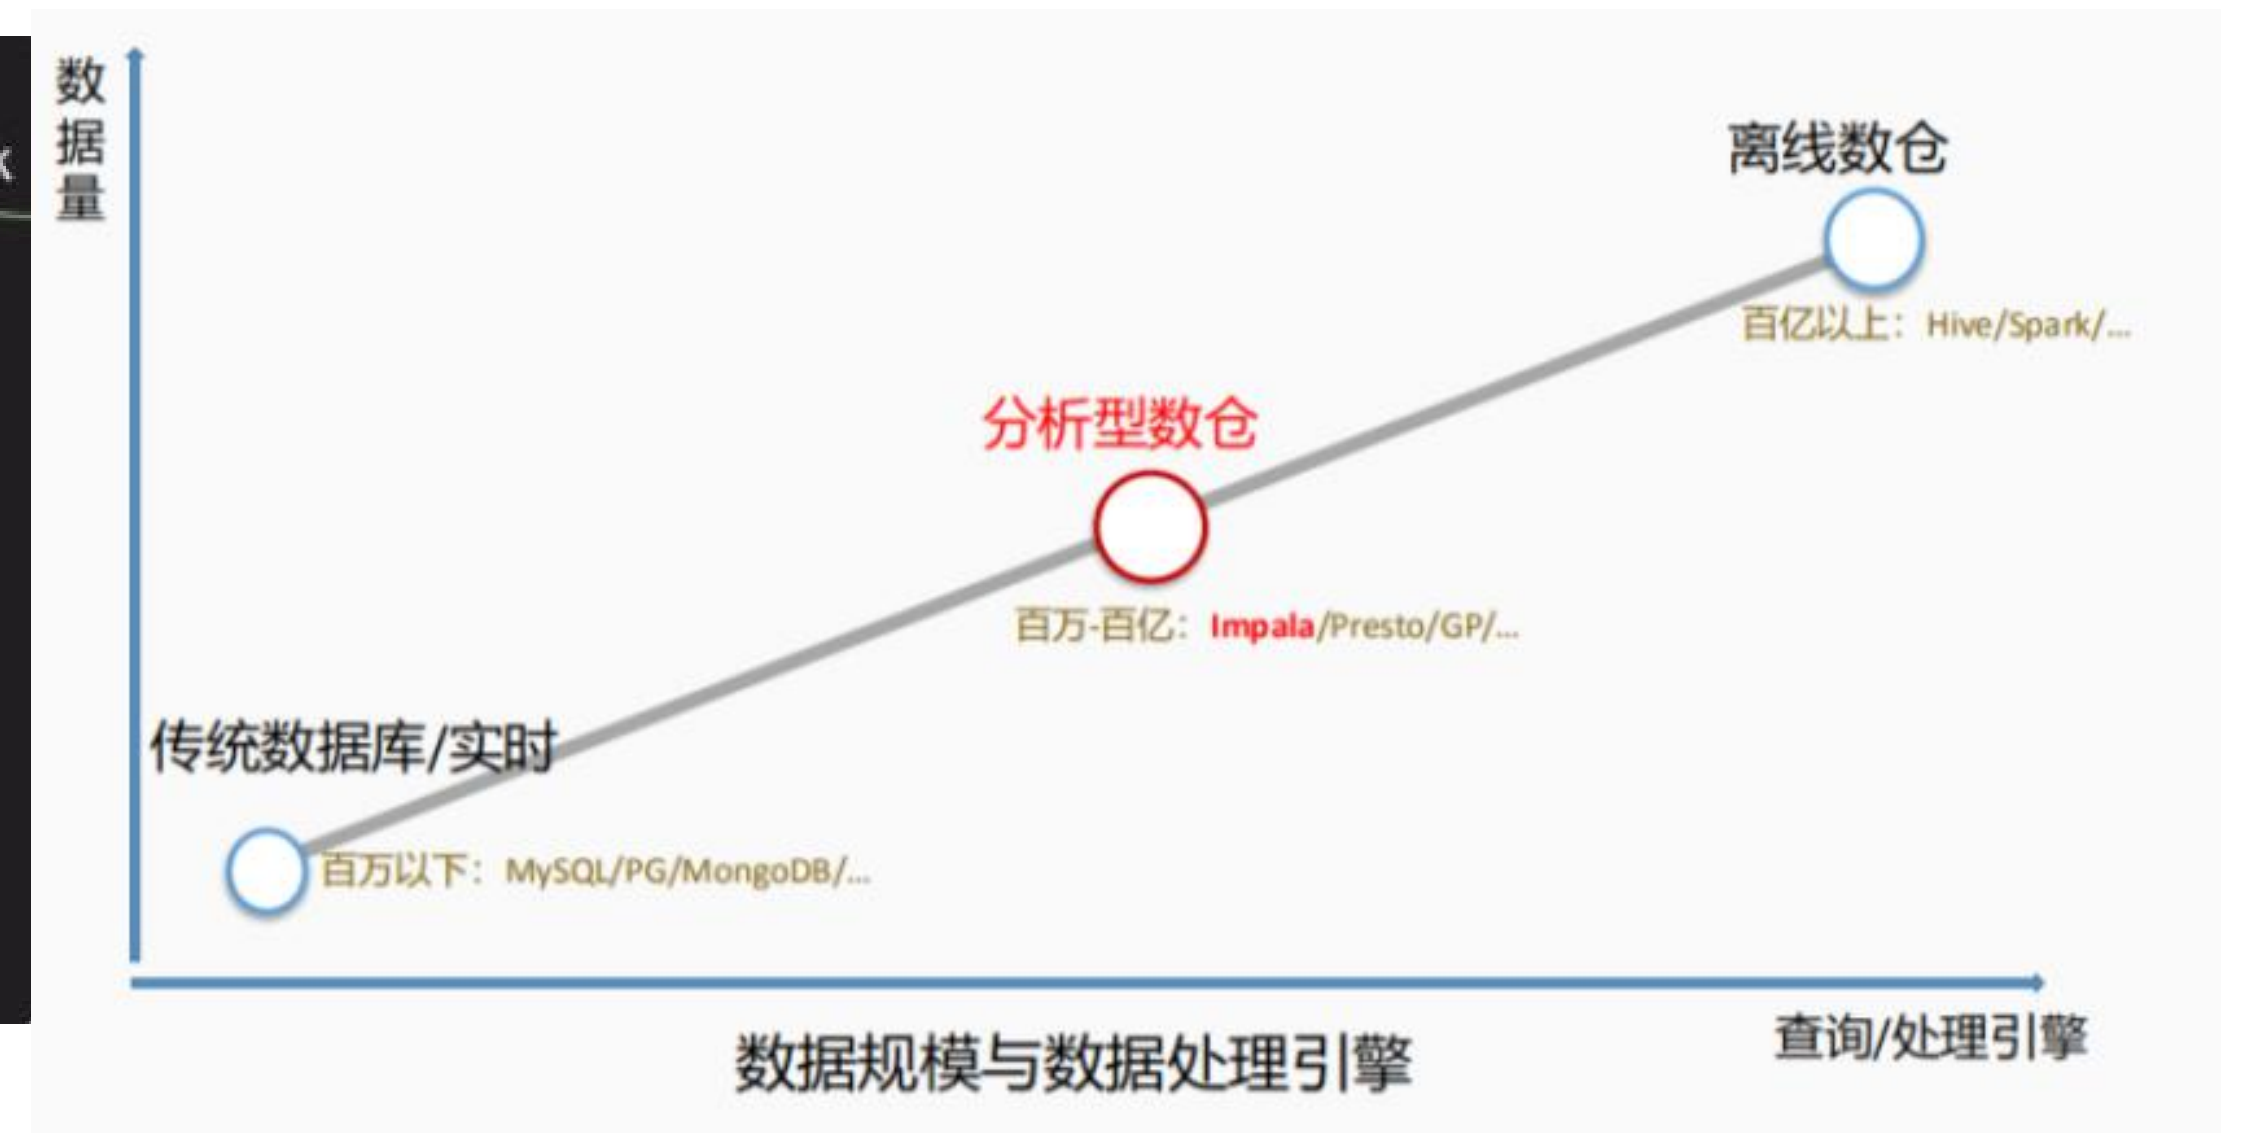 数据量
离线数仓
百亿以上：Hive/Spark/...
分析型数仓
百万-百亿：Impala/Presto/GP/...
传统数据库/实时
百万以下：MySQL/PG/MongoDB/...
查询/处理引擎
数据规模与数据处理引擎